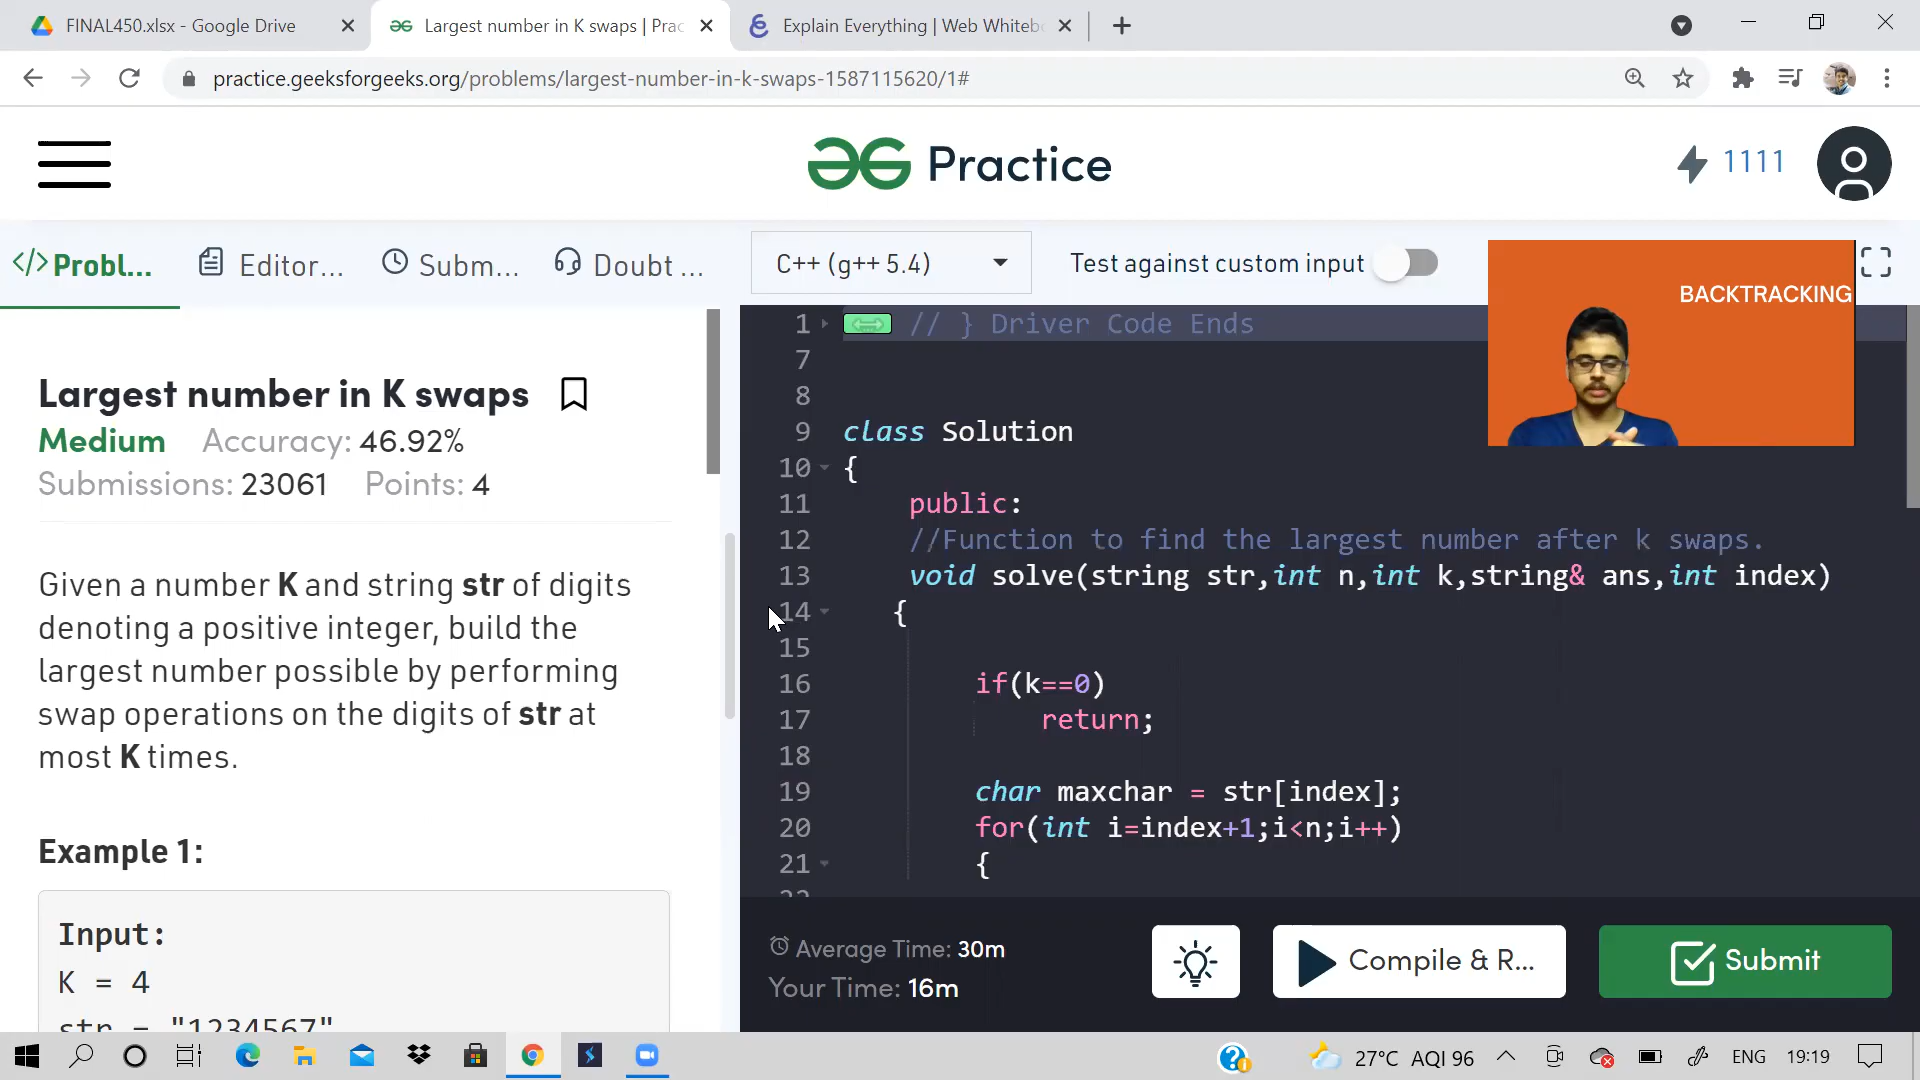 FINAL450.xlsx - Google Drive
Largest number in K swaps | Prac
Explain Everything | Web Whitebo
practice.geeksforgeeks.org/problems/largest-number-in-k-swaps-1587115620/1#
Practice
1111
</>Probl...
Editor...
Subm...
Doubt ...
C++ (g++ 5.4)
Test against custom input
BACKTRACKING
Largest number in K swaps
Medium Accuracy: 46.92%
Submissions: 23061 Points: 4
Given a number K and string str of digits
denoting a positive integer, build the
largest number possible by performing
swap operations on the digits of str at
most K times.
Example 1:
Input:
K = 4
str = "1234567"
1 // } Driver Code Ends
7
8
9 class Solution
10 {
11 public:
12 //Function to find the largest number after k swaps.
13 void solve(string str,int n,int k,string& ans,int index)
14 {
15
16 if(k==0)
17 return;
18
19 char maxchar = str[index];
20 for(int i=index+1;i<n;i++)
21 {
22
Average Time: 30m
Your Time: 16m
Compile & R...
Submit
27°C AQI 96
ENG
19:19